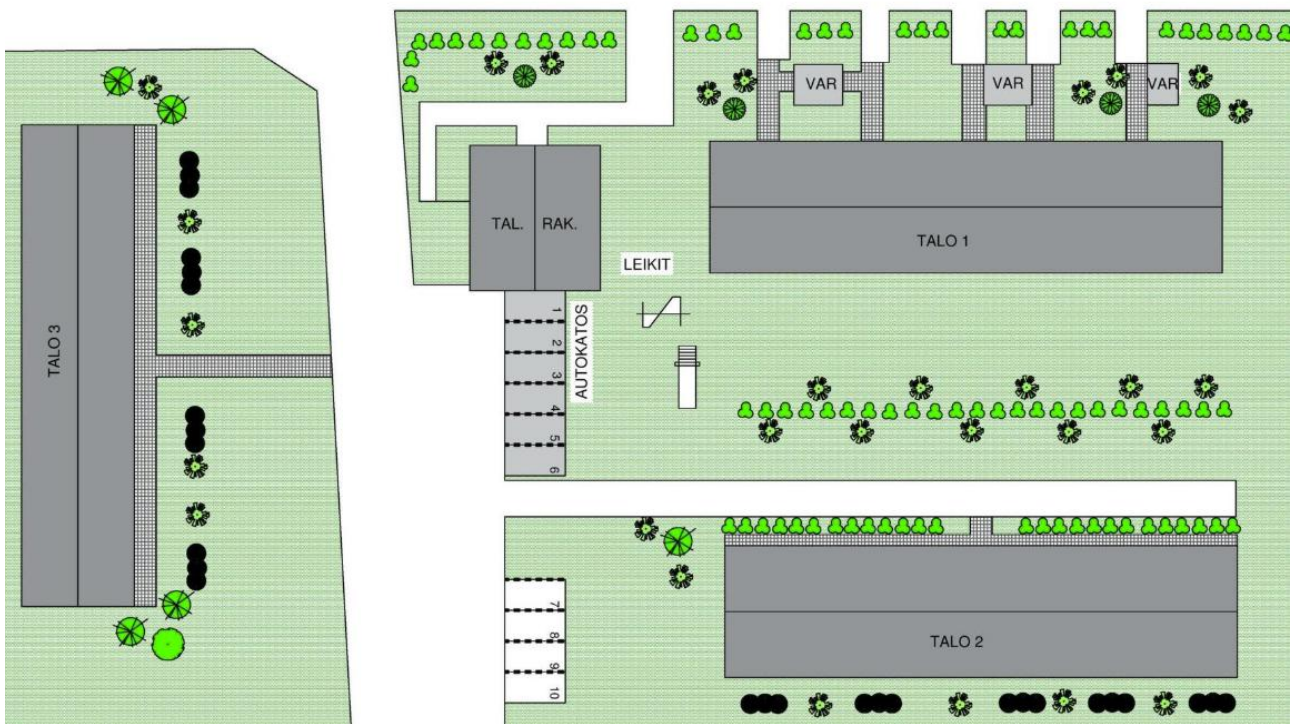 VAR
VAR
VAR
TAL.
RAK.
TALO 1
LEIKIT
AUTOKATOS
1
2
3
4
5
6
TALO 3
7
8
9
10
TALO 2